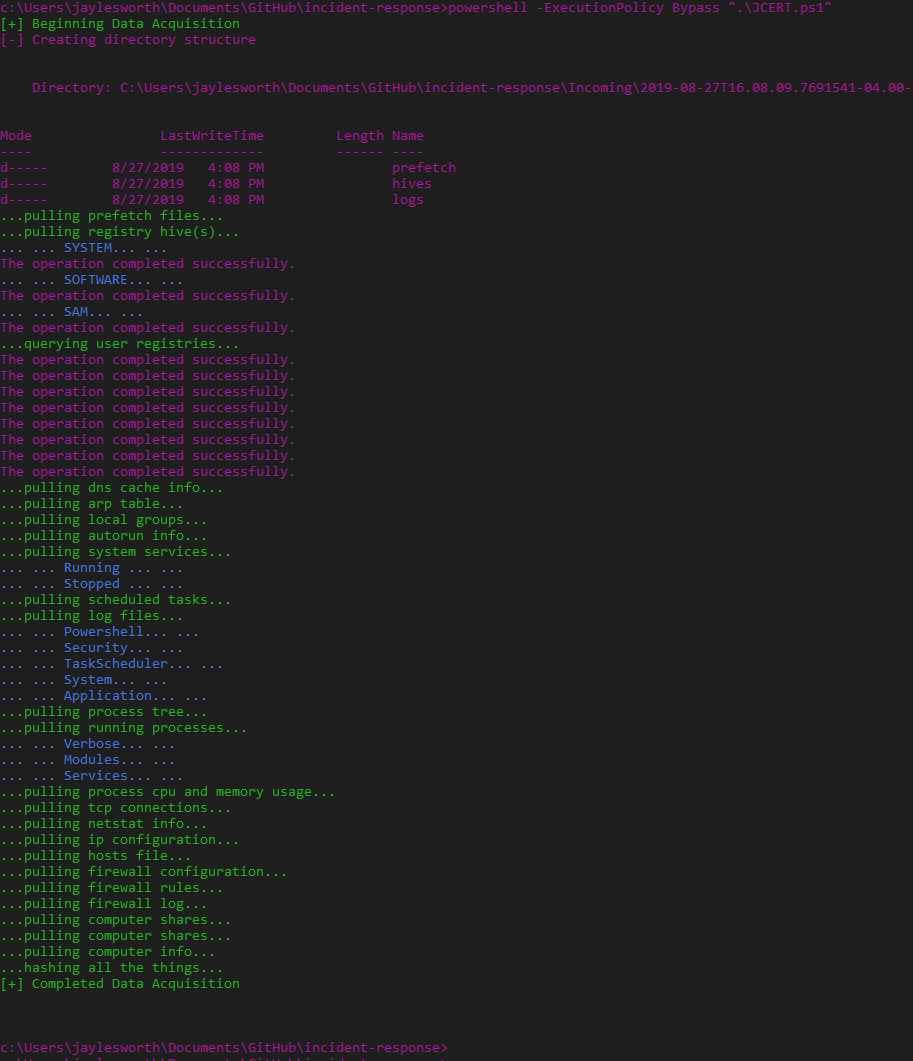 c:\Users\jaylesworth\Documents\GitHub\incident-response>powershell -ExecutionPolicy Bypass ".\JCERT.ps1"
[+] Beginning Data Acquisition
[-] Creating directory structure
Directory: C:\Users\jaylesworth\Documents\GitHub\incident-response\Incoming\2019-08-27T16.08.09.7691541-04.00-
Mode                LastWriteTime         Length Name
----                -------------         ------ ----
d-----        8/27/2019   4:08 PM                prefetch
d-----        8/27/2019   4:08 PM                hives
d-----        8/27/2019   4:08 PM                logs
...pulling prefetch files...
...pulling registry hive(s)...
... ... SYSTEM... ...
The operation completed successfully.
... ... SOFTWARE... ...
The operation completed successfully.
... ... SAM... ...
The operation completed successfully.
...querying user registries...
The operation completed successfully.
The operation completed successfully.
The operation completed successfully.
The operation completed successfully.
The operation completed successfully.
The operation completed successfully.
The operation completed successfully.
The operation completed successfully.
...pulling dns cache info...
...pulling arp table...
...pulling local groups...
...pulling autorun info...
...pulling system services...
... ... Running ... ...
... ... Stopped ... ...
...pulling scheduled tasks...
...pulling log files...
... ... Powershell... ...
... ... Security... ...
... ... TaskScheduler... ...
... ... System... ...
... ... Application... ...
...pulling process tree...
...pulling running processes...
... ... Verbose... ...
... ... Modules... ...
... ... Services... ...
...pulling process cpu and memory usage...
...pulling tcp connections...
...pulling netstat info...
...pulling ip configuration...
...pulling hosts file...
...pulling firewall configuration...
...pulling firewall rules...
...pulling firewall log...
...pulling computer shares...
...pulling computer shares...
...pulling computer info...
...hashing all the things...
[+] Completed Data Acquisition
c:\Users\jaylesworth\Documents\GitHub\incident-response>